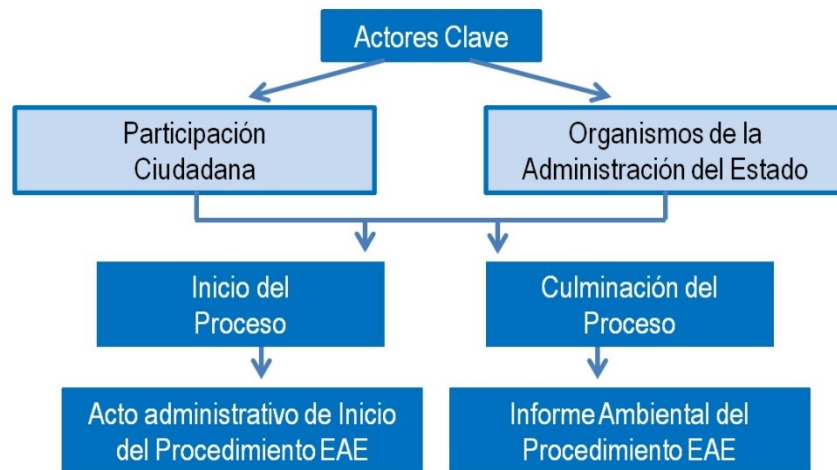 Actores Clave
Participación
Ciudadana
Organismos de la
Administración del Estado
Inicio del
Proceso
Culminación del
Proceso
Acto administrativo de Inicio
del Procedimiento EAE
Informe Ambiental del
Procedimiento EAE